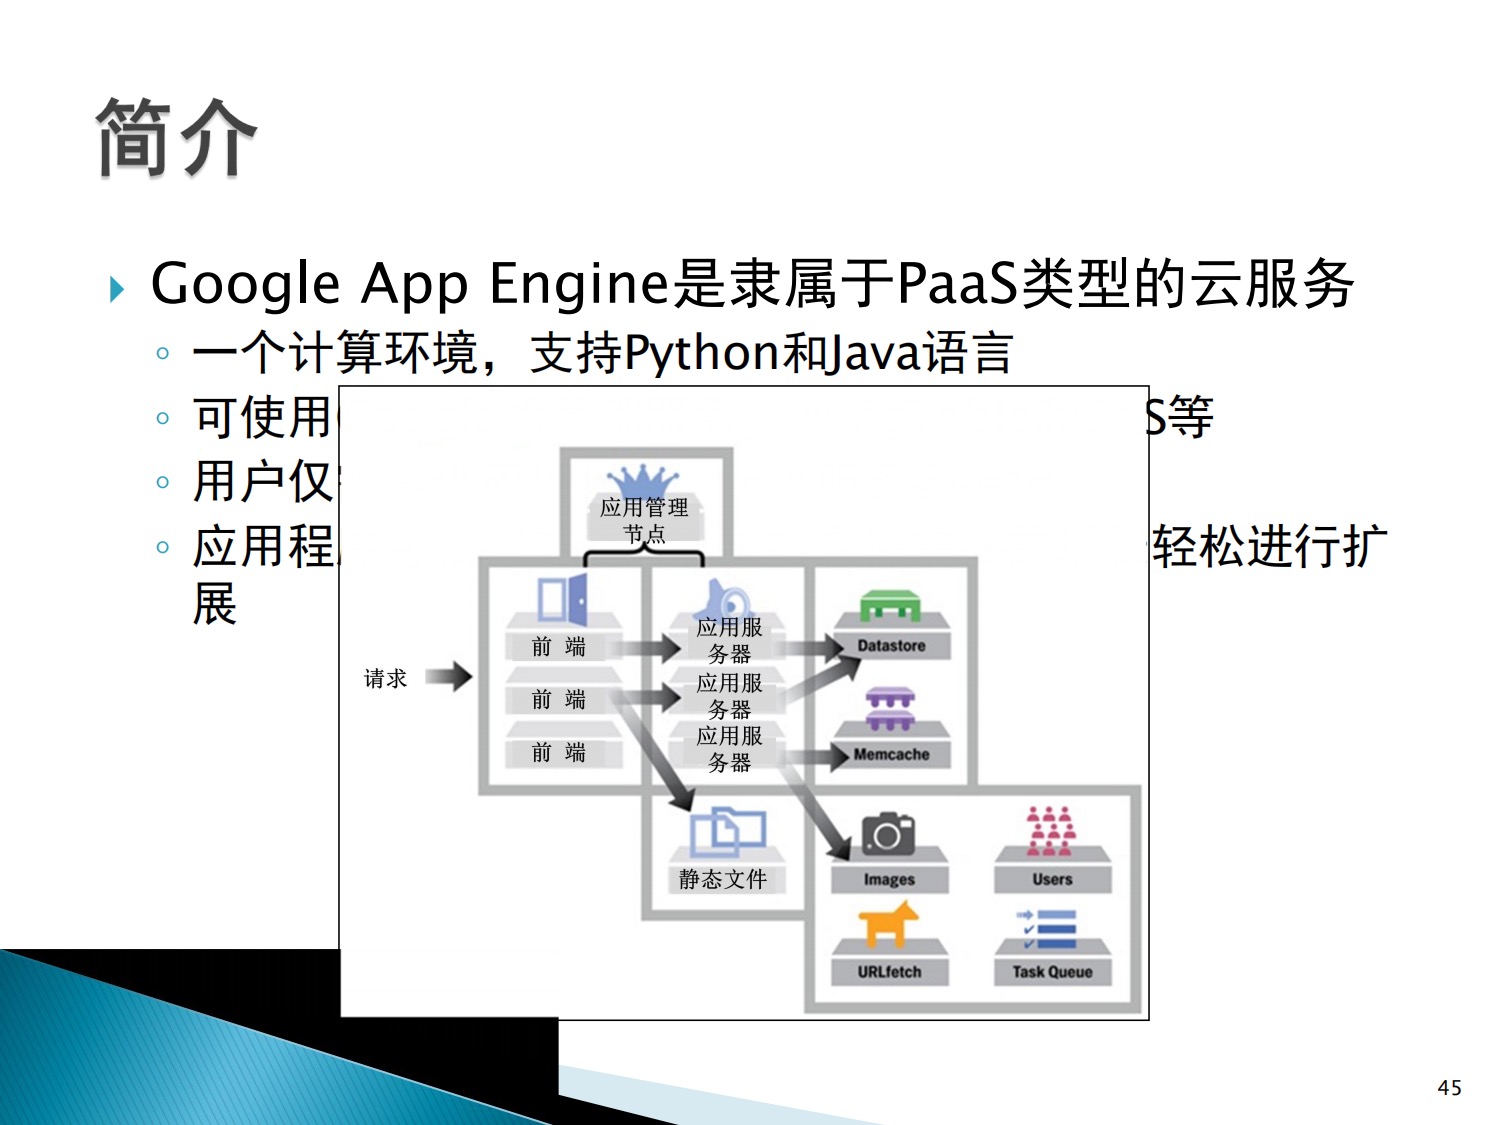 简介
Google App Engine是隶属于PaaS类型的云服务
一个计算环境，支持Python和Java语言
可使用
S等
用户仅
应用程
轻松进行扩
展
应用管理
节点
请求
前 端
前 端
前 端
应用服
务器
应用服
务器
应用服
务器
Datastore
Memcache
静态文件
Images
Users
URLfetch
Task Queue
45